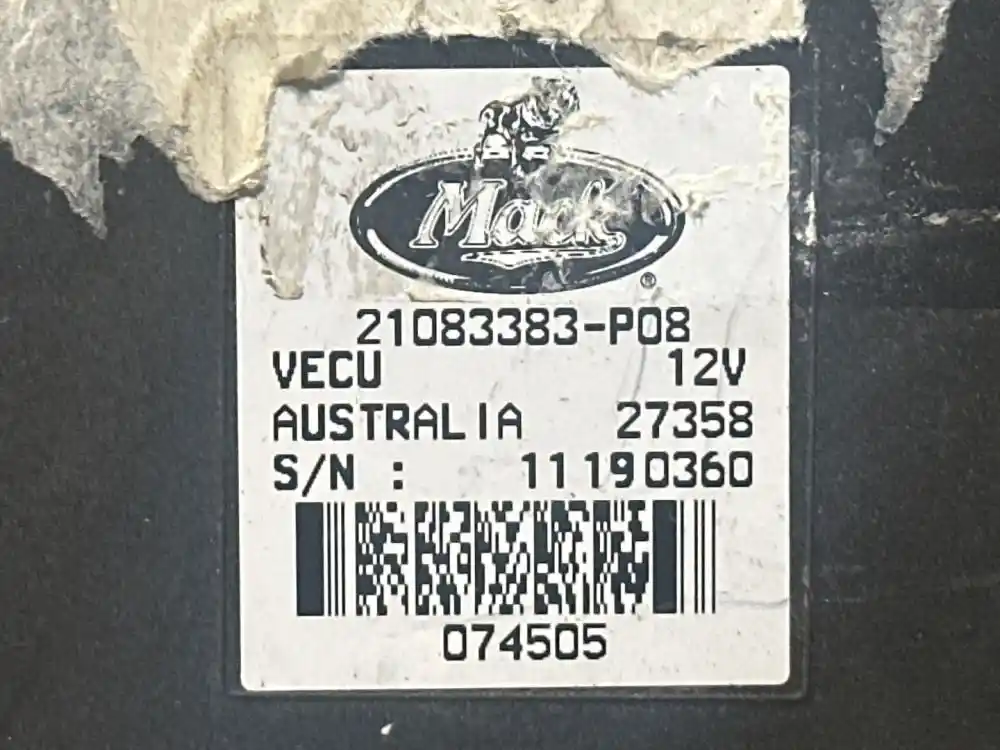 Mack
®
21083383-P08
VECU 12V
AUSTRALIA 27358
S/N : 11190360
074505